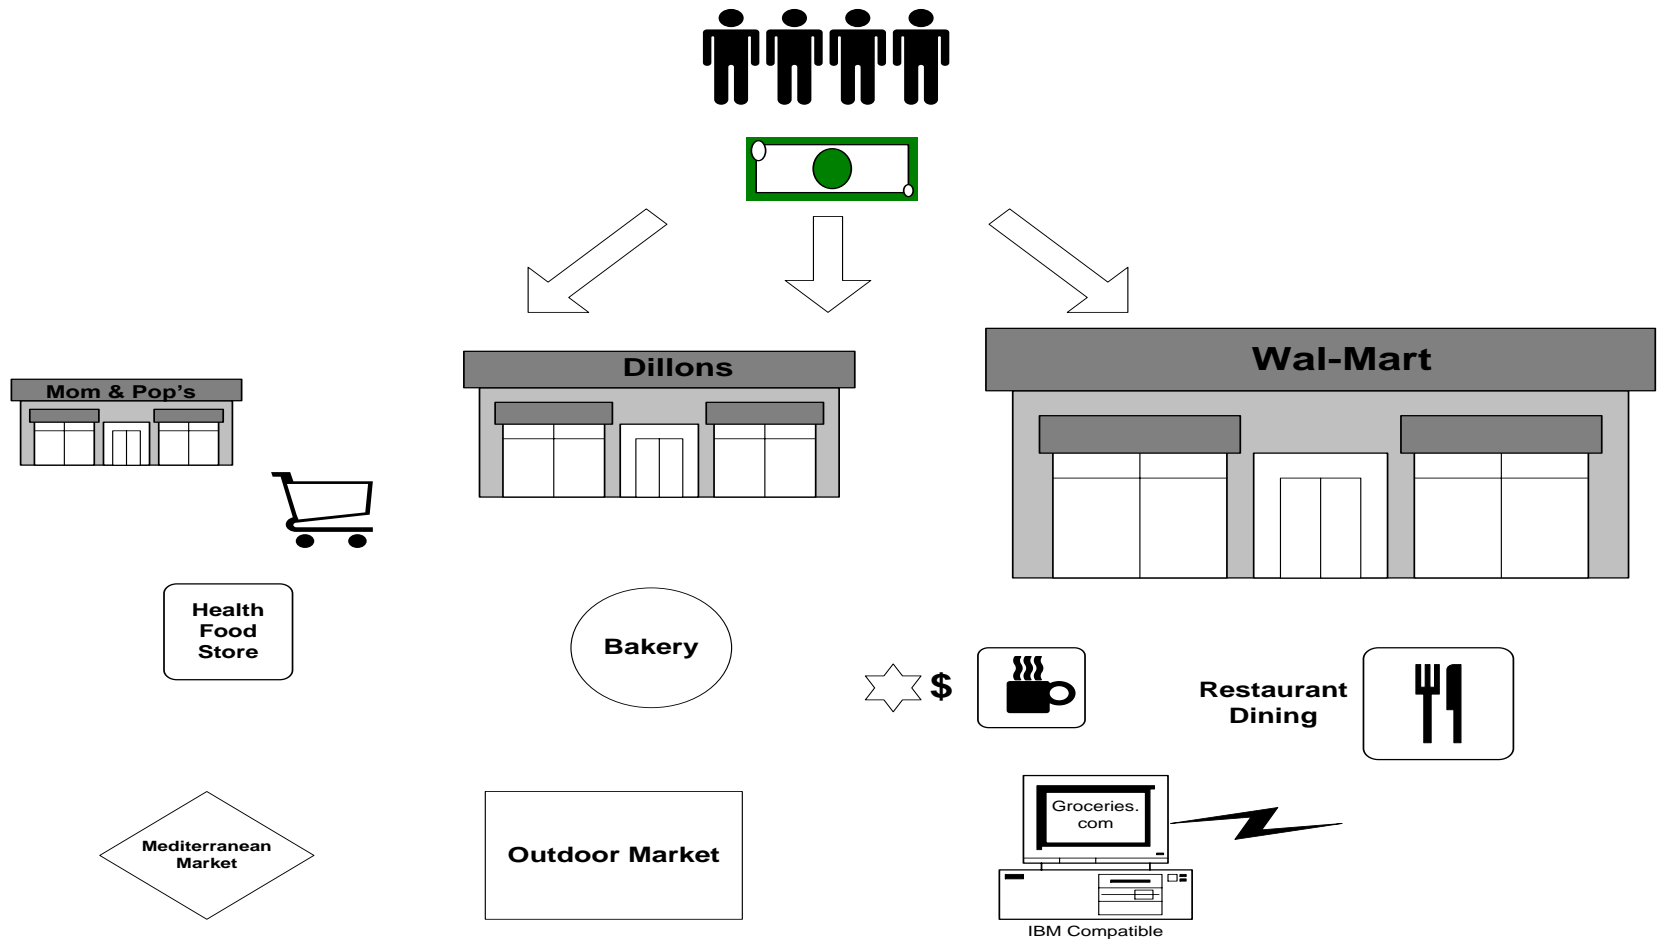 Mom & Pop's
Dillons
Wal-Mart
Health
Food
Store
Bakery
$
Restaurant
Dining
Mediterranean
Market
Outdoor Market
Groceries.
com
IBM Compatible